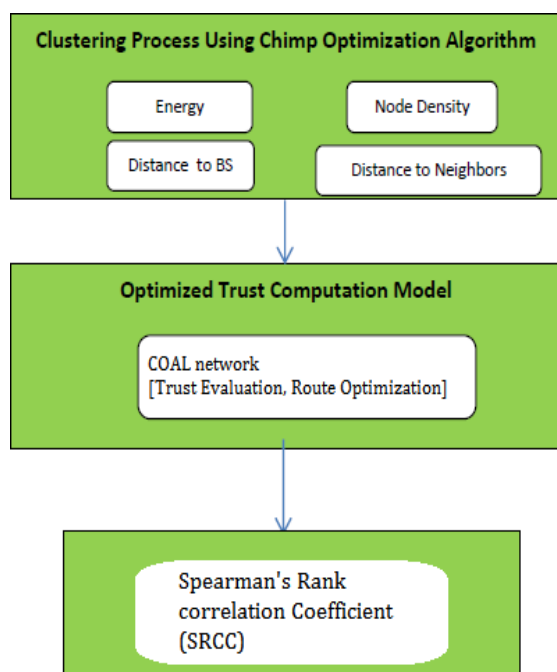 Clustering Process Using Chimp Optimization Algorithm
Energy
Node Density
Distance to BS
Distance to Neighbors
Optimized Trust Computation Model
COAL network
[Trust Evaluation, Route Optimization]
Spearman's Rank
correlation Coefficient
(SRCC)